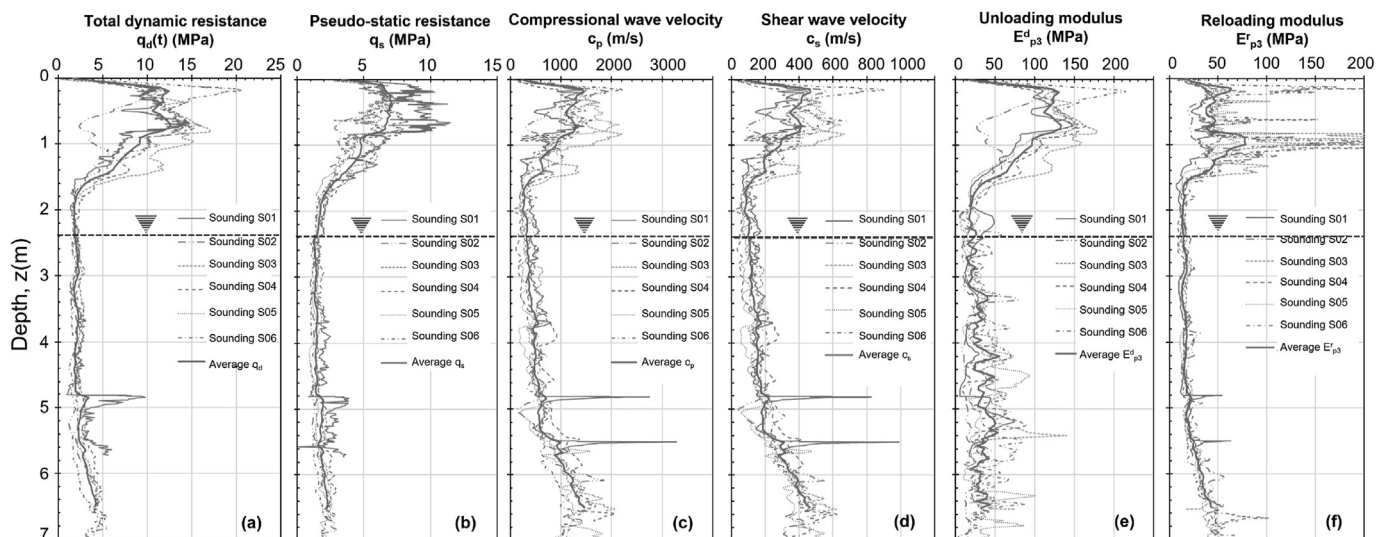 Total dynamic resistance
q_d(t) (MPa)
0 5 10 15 20 25
Depth, z(m)
0
1
2
3
4
5
6
7
Sounding S01
Sounding S02
Sounding S03
Sounding S04
Sounding S05
Sounding S06
Average q_d
(a)
Pseudo-static resistance
q_s (MPa)
0 5 10 15
Sounding S01
Sounding S02
Sounding S03
Sounding S04
Sounding S05
Sounding S06
Average q_s
(b)
Compressional wave velocity
c_p (m/s)
0 1000 2000 3000
Sounding S01
Sounding S02
Sounding S03
Sounding S04
Sounding S05
Sounding S06
Average c_p
(c)
Shear wave velocity
c_s (m/s)
0 200 400 600 800 1000 1200
Sounding S01
Sounding S02
Sounding S03
Sounding S04
Sounding S05
Sounding S06
Average c_s
(d)
Unloading modulus
E^d_p3 (MPa)
0 50 100 150 200 250
Sounding S01
Sounding S02
Sounding S03
Sounding S04
Sounding S05
Sounding S06
Average E^d_p3
(e)
Reloading modulus
E^r_p3 (MPa)
0 50 100 150 200
Sounding S01
Sounding S02
Sounding S03
Sounding S04
Sounding S05
Sounding S06
Average E^r_p3
(f)